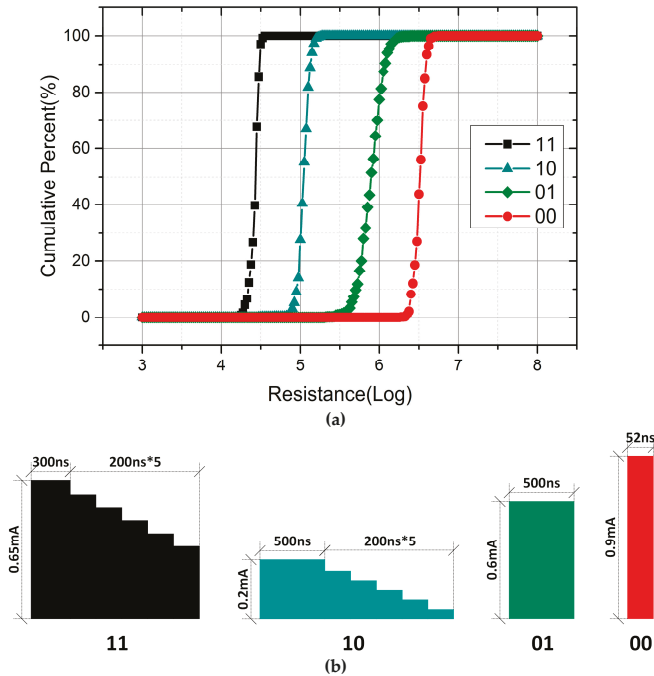 (a)
100
80
60
40
20
0
Cumulative Percent(%)
11
10
01
00
3 4 5 6 7 8
Resistance(Log)
(a)
(b)
300ns 200ns*5
0.65mA
11
500ns 200ns*5
0.2mA
10
500ns
0.6mA
01
52ns
0.9mA
00
(b)